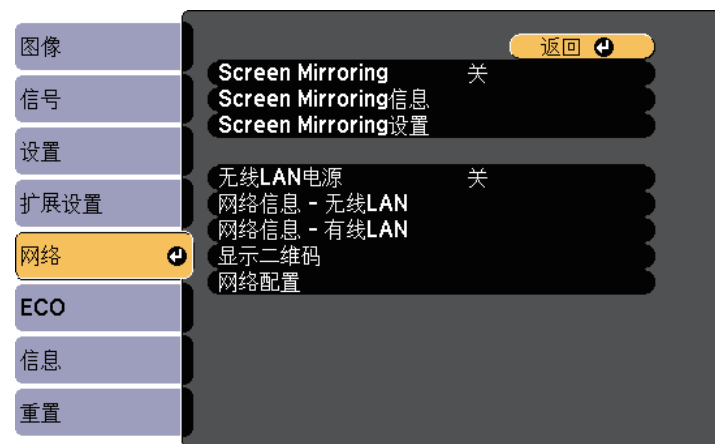 图像
信号
设置
扩展设置
网络
ECO
信息
重置
返回
Screen Mirroring 关
Screen Mirroring信息
Screen Mirroring设置
无线LAN电源 关
网络信息 - 无线LAN
网络信息 - 有线LAN
显示二维码
网络配置